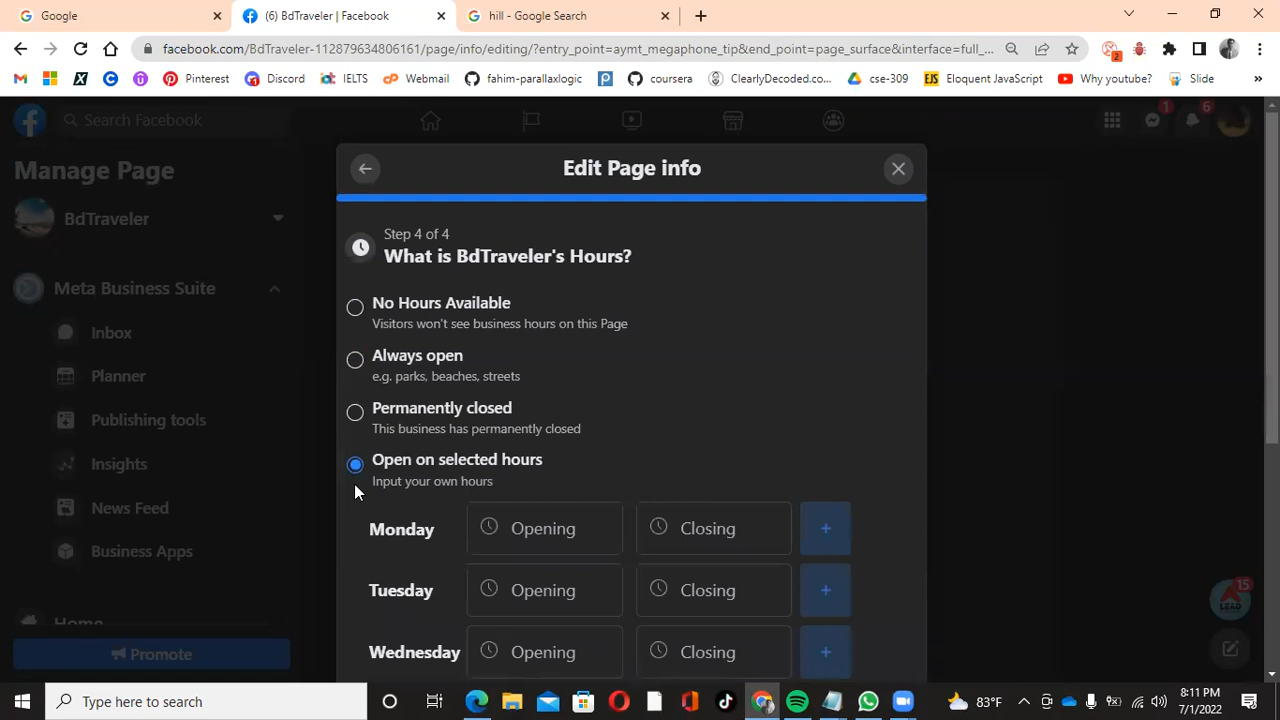 Google
(6) BdTraveler | Facebook
hill - Google Search
facebook.com/BdTraveler-112879634806161/page/info/editing/?entry_point=aymt_megaphone_tip&end_point=page_surface&interface=full_...
2
Pinterest
Discord
IELTS
Webmail
fahim-parallaxlogic
coursera
ClearlyDecoded.co...
cse-309
EJS Eloquent JavaScript
Why youtube?
Slide
Search Facebook
1
6
Manage Page
BdTraveler
Meta Business Suite
Inbox
Planner
Publishing tools
Insights
News Feed
Business Apps
Home
Promote
Edit Page info
Step 4 of 4
What is BdTraveler's Hours?
No Hours Available
Visitors won't see business hours on this Page
Always open
e.g. parks, beaches, streets
Permanently closed
This business has permanently closed
Open on selected hours
Input your own hours
Monday Opening Closing +
Tuesday Opening Closing +
Wednesday Opening Closing +
15
LEAD
Type here to search
83°F
8:11 PM
7/1/2022